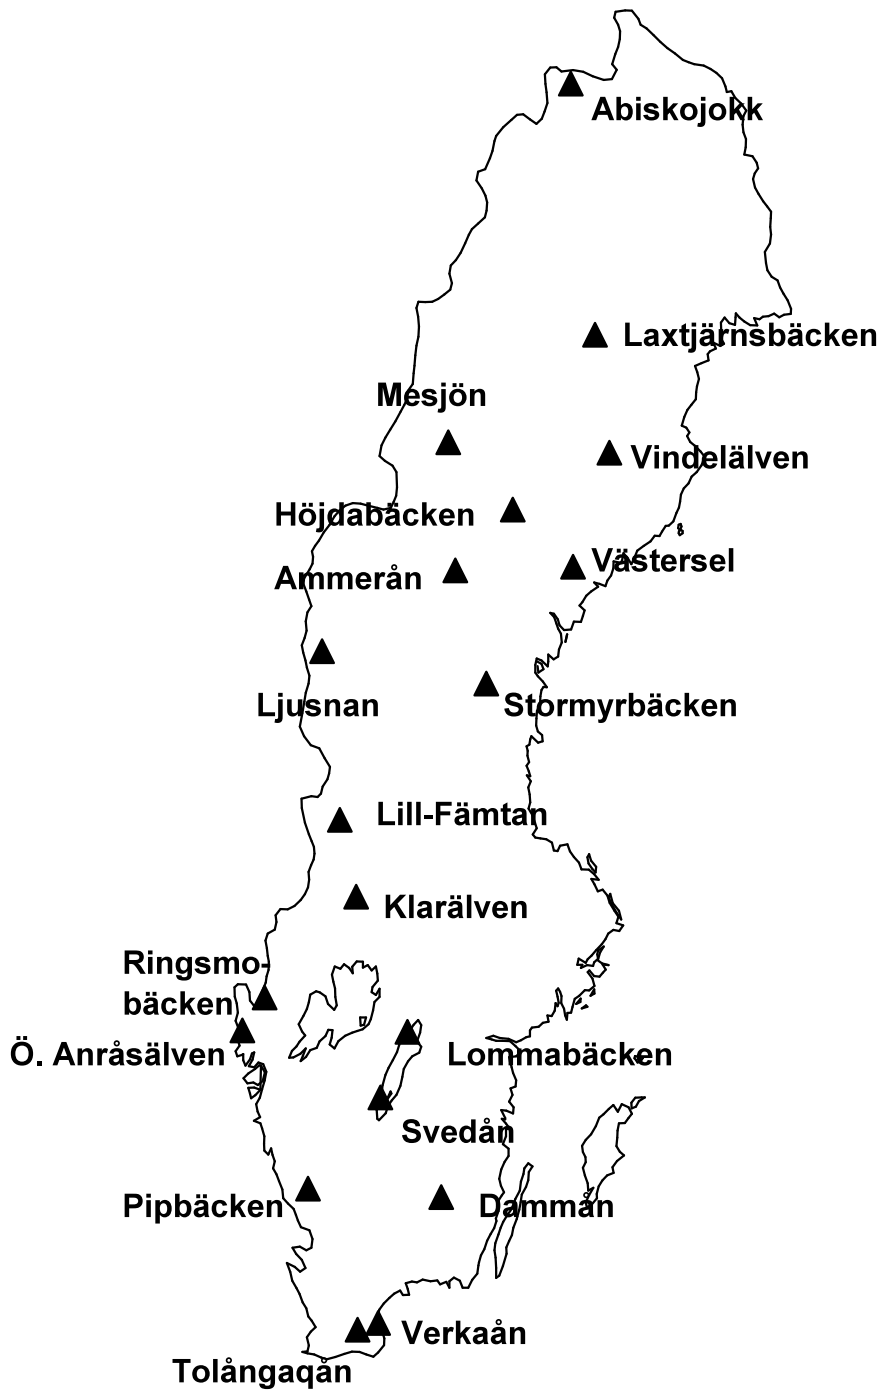 Abiskojokk
Laxtjärnsbäcken
Mesjön
Vindelälven
Höjdabäcken
Västersel
Ammerån
Ljusnan
Stormyrbäcken
Lill-Fämtan
Klarälven
Ringsmo-
bäcken
Ö. Anråsälven
Lommabäcken
Svedån
Pipbäcken
Dammån
Verkaån
Tolångaqån